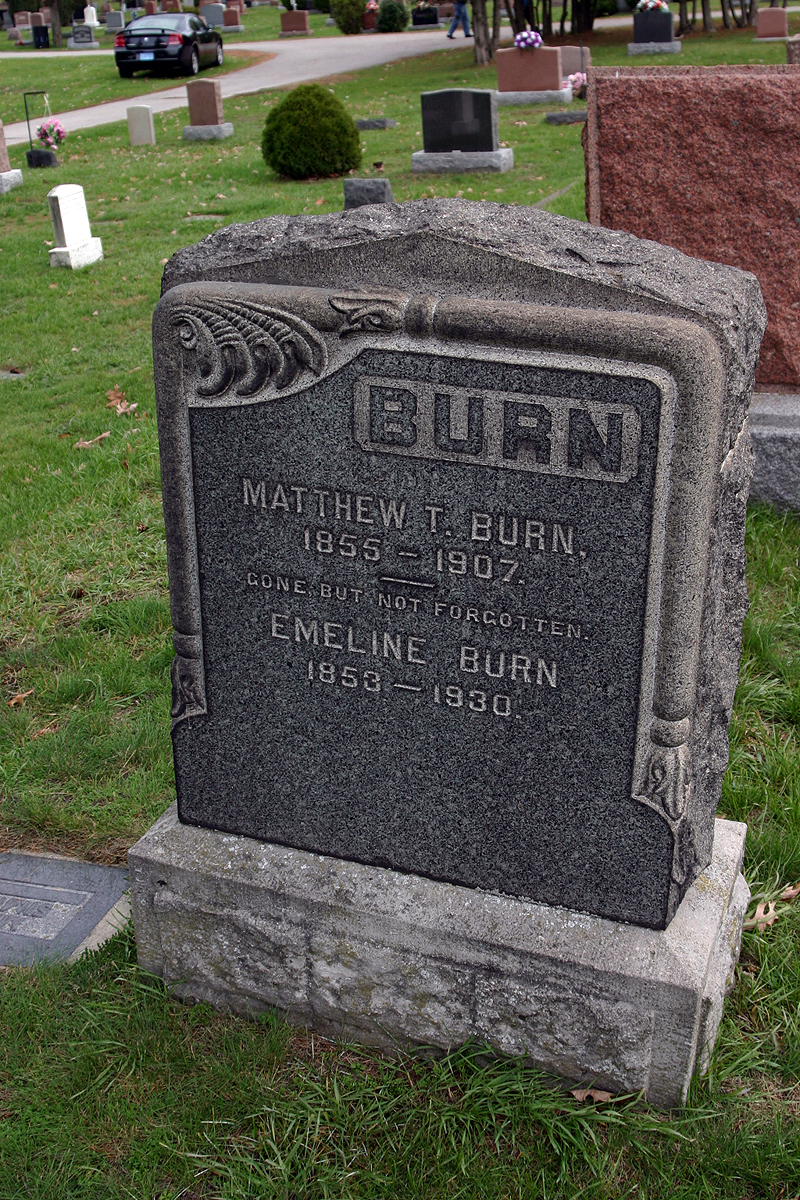 BURN
MATTHEW T. BURN,
1855 – 1907.
GONE, BUT NOT FORGOTTEN.
EMELINE BURN
1853 – 1930.